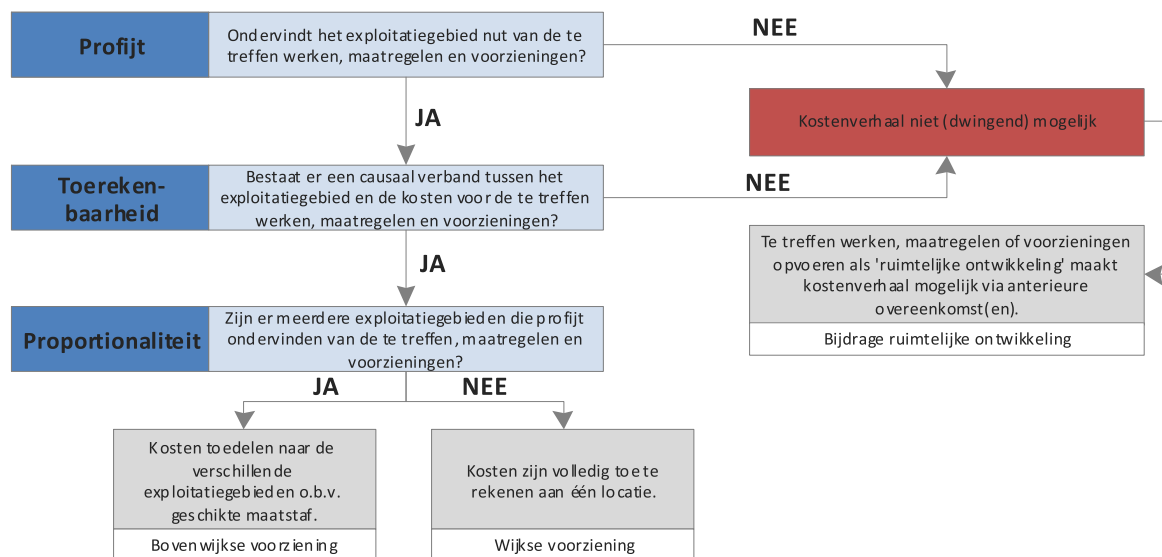 Profijt
Ondervindt het exploitatiegebied nut van de te
treffen werken, maatregelen en voorzieningen?
NEE
JA
Kostenverhaal niet (dwingend) mogelijk
Toereken-
baarheid
Bestaat er een causaal verband tussen het
exploitatiegebied en de kosten voor de te treffen
werken, maatregelen en voorzieningen?
NEE
JA
Te treffen werken, maatregelen of voorzieningen
opvoeren als 'ruimtelijke ontwikkeling' maakt
kostenverhaal mogelijk via anterieure
overeenkomst(en).
Bijdrage ruimtelijke ontwikkeling
Proportionaliteit
Zijn er meerdere exploitatiegebieden die profijt
ondervinden van de te treffen, maatregelen en
voorzieningen?
JA
NEE
Kosten toedelen naar de
verschillende
exploitatiegebieden o.b.v.
geschikte maatstaf.
Bovenwijkse voorziening
Kosten zijn volledig toe te
rekenen aan één locatie.
Wijkse voorziening